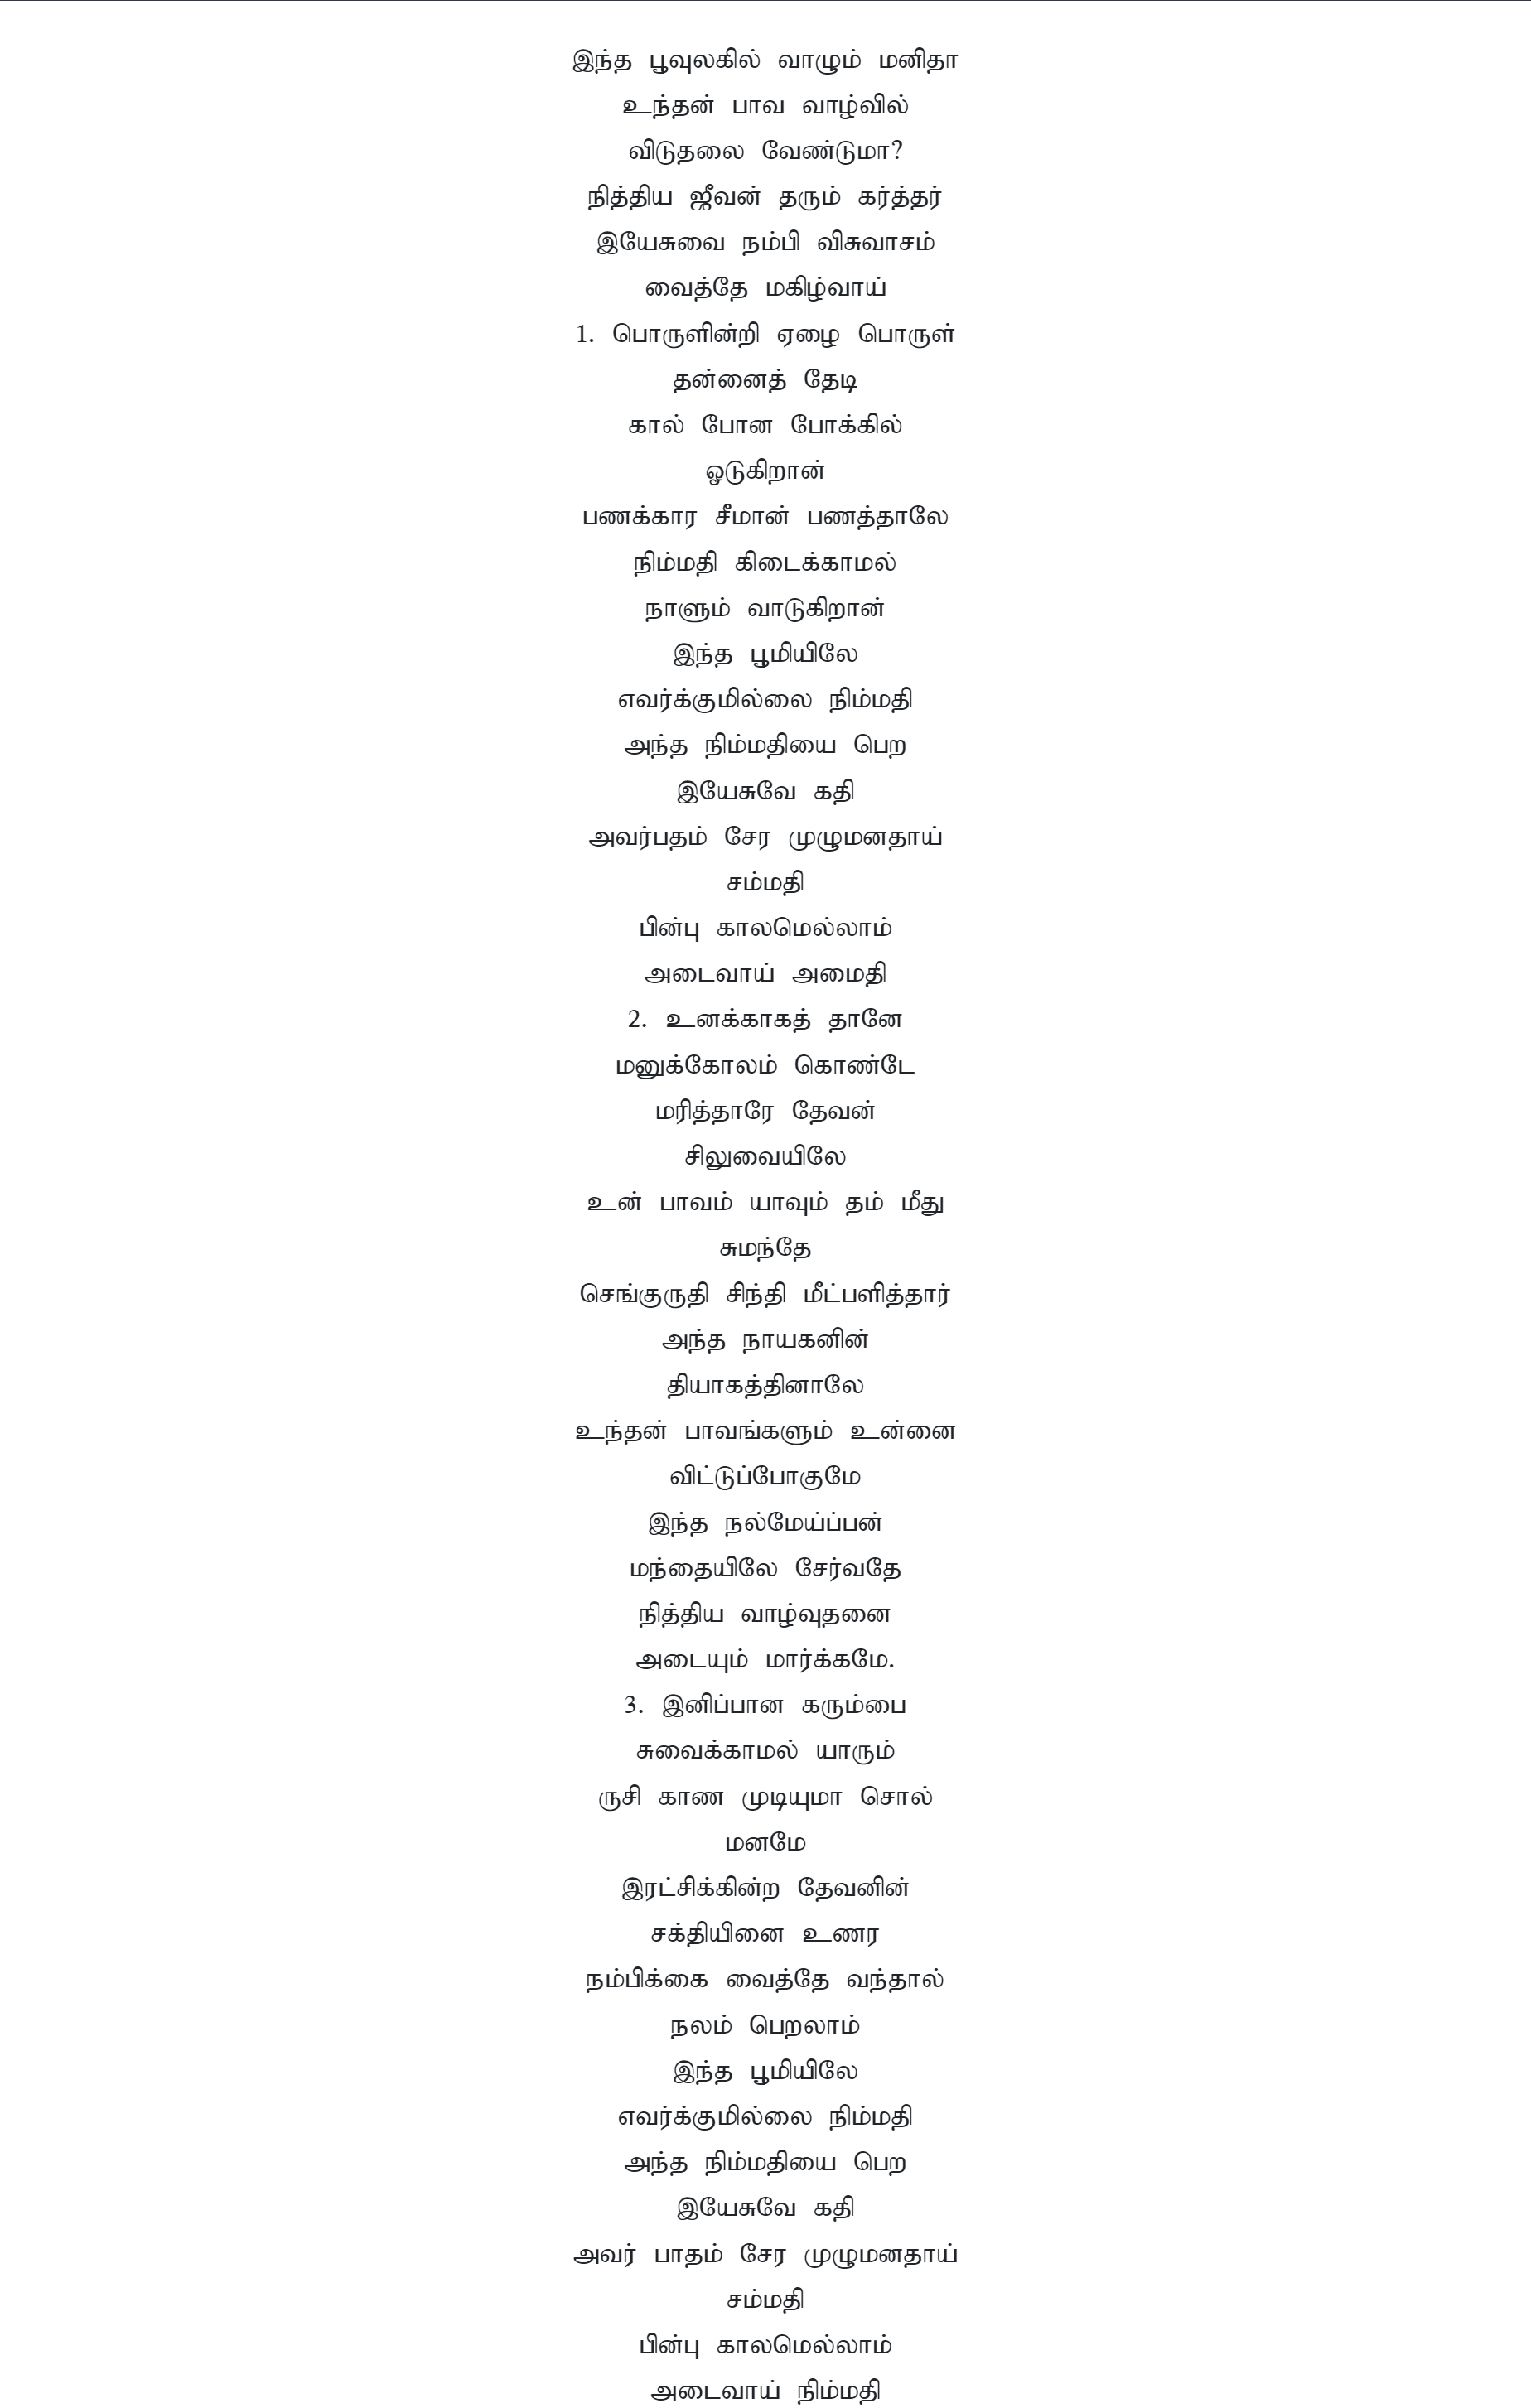 இந்த பூவுலகில் வாழும் மனிதா
உந்தன் பாவ வாழ்வில்
விடுதலை வேண்டுமா?
நித்திய ஜீவன் தரும் கர்த்தர்
இயேசுவை நம்பி விசுவாசம்
வைத்தே மகிழ்வாய்
1. பொருளின்றி ஏழை பொருள்
தன்னைத் தேடி
கால் போன போக்கில்
ஓடுகிறான்
பணக்கார சீமான் பணத்தாலே
நிம்மதி கிடைக்காமல்
நாளும் வாடுகிறான்
இந்த பூமியிலே
எவர்க்குமில்லை நிம்மதி
அந்த நிம்மதியை பெற
இயேசுவே கதி
அவர்பதம் சேர முழுமனதாய்
சம்மதி
பின்பு காலமெல்லாம்
அடைவாய் அமைதி
2. உனக்காகத் தானே
மனுக்கோலம் கொண்டே
மரித்தாரே தேவன்
சிலுவையிலே
உன் பாவம் யாவும் தம் மீது
சுமந்தே
செங்குருதி சிந்தி மீட்பளித்தார்
அந்த நாயகனின்
தியாகத்தினாலே
உந்தன் பாவங்களும் உன்னை
விட்டுப்போகுமே
இந்த நல்மேய்ப்பன்
மந்தையிலே சேர்வதே
நித்திய வாழ்வுதனை
அடையும் மார்க்கமே.
3. இனிப்பான கரும்பை
சுவைக்காமல் யாரும்
ருசி காண முடியுமா சொல்
மனமே
இரட்சிக்கின்ற தேவனின்
சக்தியினை உணர
நம்பிக்கை வைத்தே வந்தால்
நலம் பெறலாம்
இந்த பூமியிலே
எவர்க்குமில்லை நிம்மதி
அந்த நிம்மதியை பெற
இயேசுவே கதி
அவர் பாதம் சேர முழுமனதாய்
சம்மதி
பின்பு காலமெல்லாம்
அடைவாய் நிம்மதி